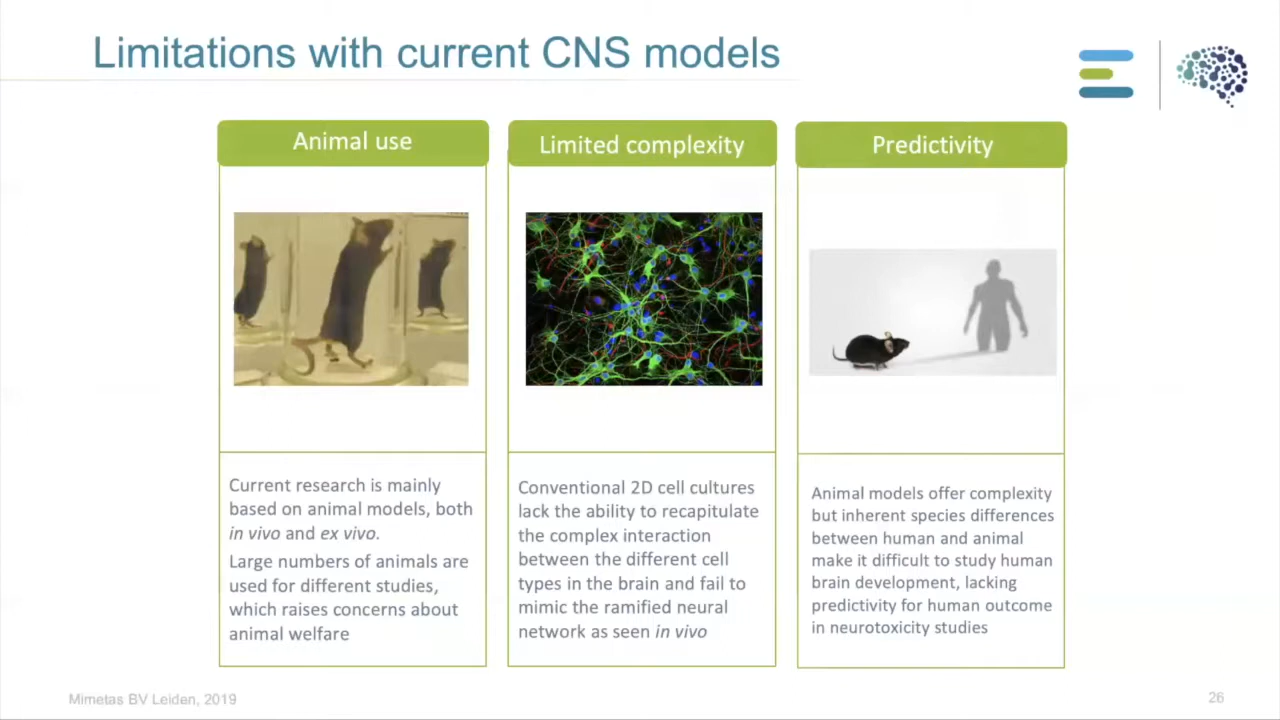 Limitations with current CNS models
Animal use
Current research is mainly
based on animal models, both
in vivo and ex vivo.
Large numbers of animals are
used for different studies,
which raises concerns about
animal welfare
Limited complexity
Conventional 2D cell cultures
lack the ability to recapitulate
the complex interaction
between the different cell
types in the brain and fail to
mimic the ramified neural
network as seen in vivo
Predictivity
Animal models offer complexity
but inherent species differences
between human and animal
make it difficult to study human
brain development, lacking
predictivity for human outcome
in neurotoxicity studies
Mimetas BV Leiden, 2019
26